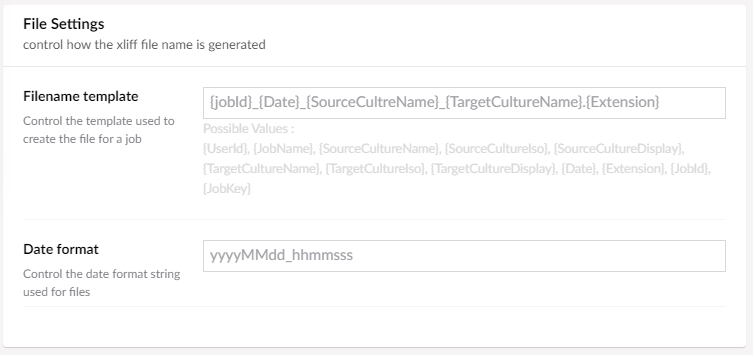 File Settings
control how the xliff file name is generated
Filename template
Control the template used to
create the file for a job
{jobId}_{Date}_{SourceCultreName}_{TargetCultureName}.{Extension}
Possible Values :
{UserId}, {JobName}, {SourceCultureName}, {SourceCultureIso}, {SourceCultureDisplay},
{TargetCultureName}, {TargetCultureIso}, {TargetCultureDisplay}, {Date}, {Extension}, {JobId},
{JobKey}
Date format
Control the date format string
used for files
yyyyMMdd_hhmmsss